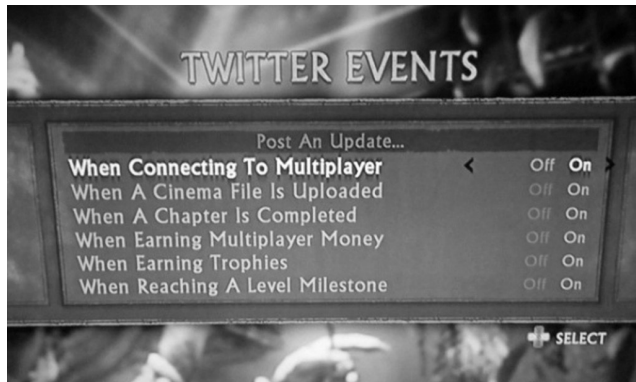 TWITTER EVENTS
Post An Update...
When Connecting To Multiplayer < Off On >
When A Cinema File Is Uploaded Off On
When A Chapter Is Completed Off On
When Earning Multiplayer Money Off On
When Earning Trophies Off On
When Reaching A Level Milestone Off On
SELECT